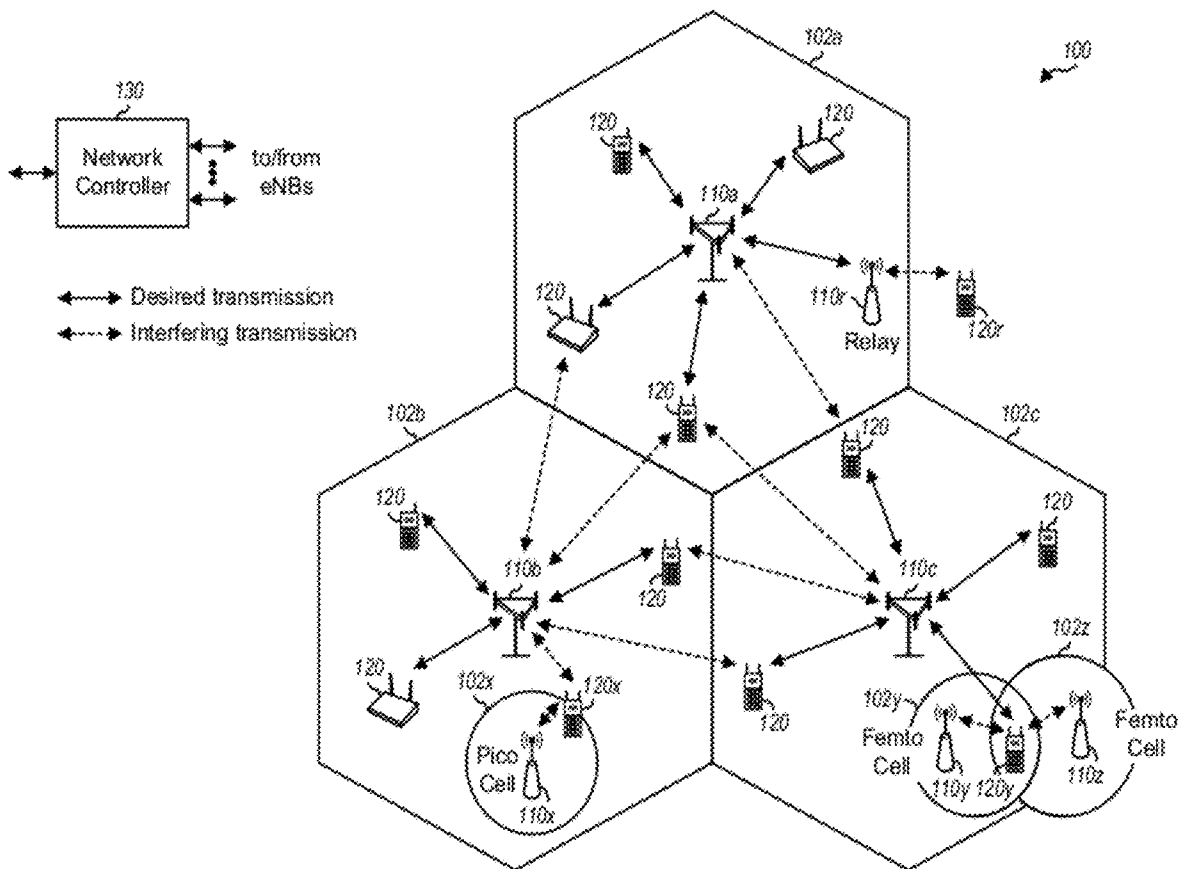 102a
100
130
Network
Controller
to/from
eNBs
120
120
110a
Desired transmission
Interfering transmission
120
110r
Relay
120r
120
102b
102c
120
120
120
110b
120
110c
102z
120
102x
120x
120
102y
Pico
Cell
110x
Femto
Cell
110y
120y
110z
Femto
Cell